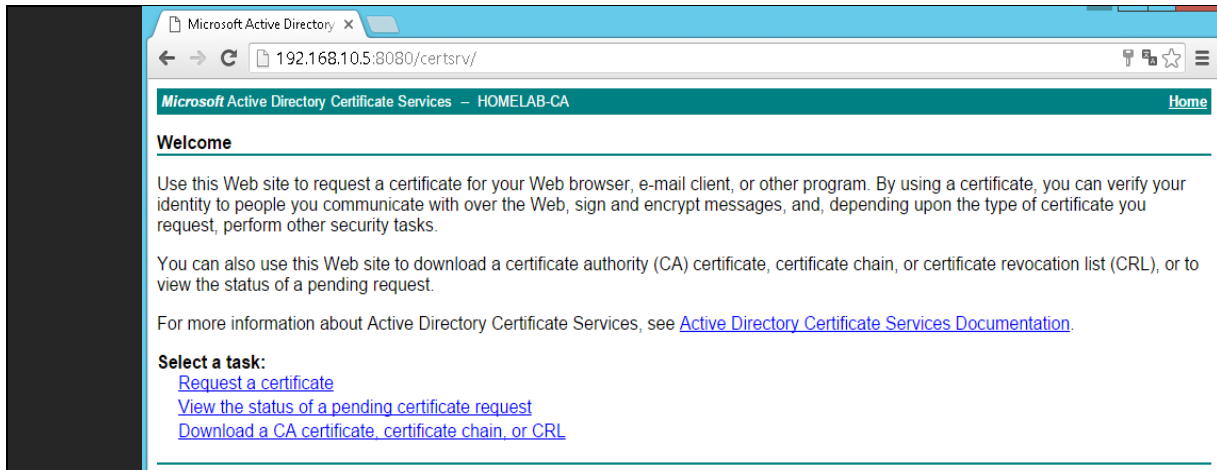 Microsoft Active Directory
192.168.10.5:8080/certsrv/
Microsoft Active Directory Certificate Services -- HOMELAB-CA Home
Welcome
Use this Web site to request a certificate for your Web browser, e-mail client, or other program. By using a certificate, you can verify your
identity to people you communicate with over the Web, sign and encrypt messages, and, depending upon the type of certificate you
request, perform other security tasks.
You can also use this Web site to download a certificate authority (CA) certificate, certificate chain, or certificate revocation list (CRL), or to
view the status of a pending request.
For more information about Active Directory Certificate Services, see Active Directory Certificate Services Documentation.
Select a task:
Request a certificate
View the status of a pending certificate request
Download a CA certificate, certificate chain, or CRL